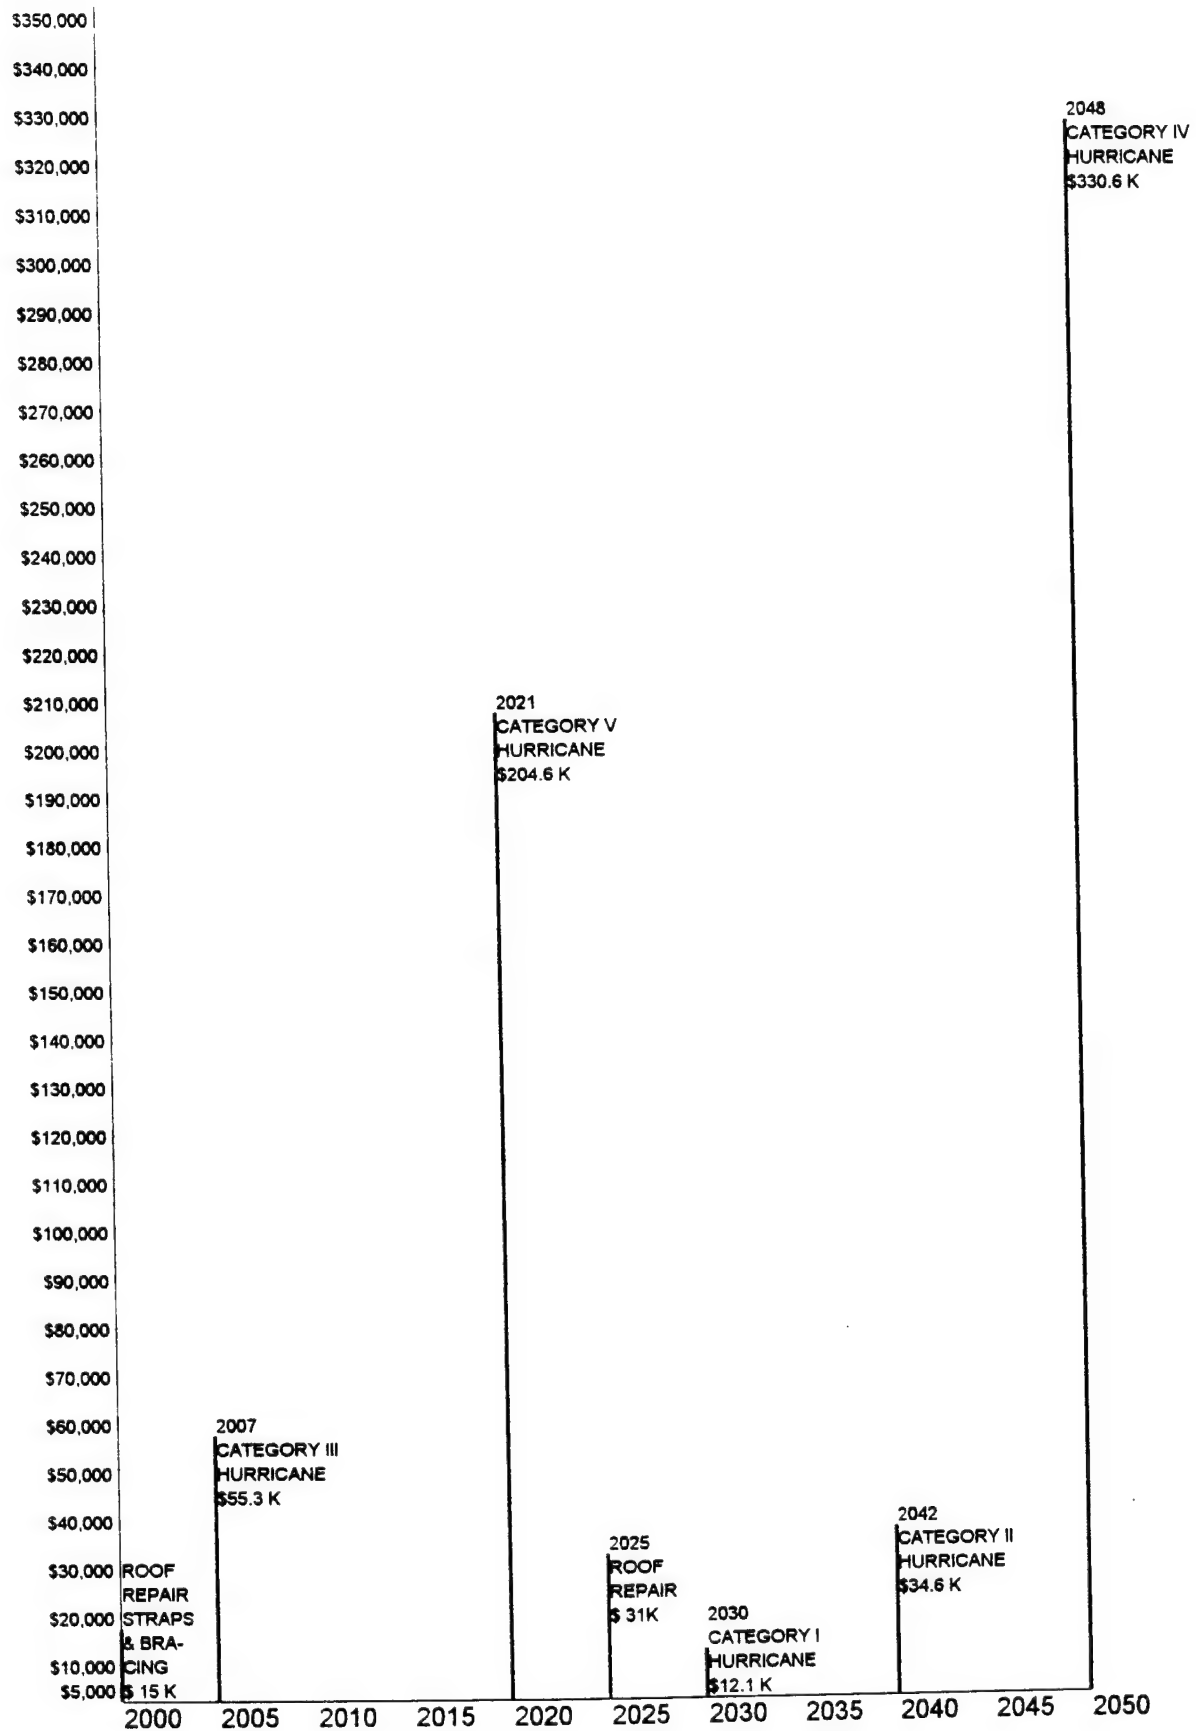 $350,000
$340,000
$330,000
$320,000
$310,000
$300,000
$290,000
$280,000
$270,000
$260,000
$250,000
$240,000
$230,000
$220,000
$210,000
$200,000
$190,000
$180,000
$170,000
$160,000
$150,000
$140,000
$130,000
$120,000
$110,000
$100,000
$90,000
$80,000
$70,000
$60,000
$50,000
$40,000
$30,000
$20,000
$10,000
$5,000
ROOF
REPAIR
STRAPS
& BRA-
CING
$ 15 K
2007
CATEGORY III
HURRICANE
$55.3 K
2021
CATEGORY V
HURRICANE
$204.6 K
2025
ROOF
REPAIR
$ 31K
2030
CATEGORY I
HURRICANE
$12.1 K
2042
CATEGORY II
HURRICANE
$34.6 K
2048
CATEGORY IV
HURRICANE
$330.6 K
2000 2005 2010 2015 2020 2025 2030 2035 2040 2045 2050